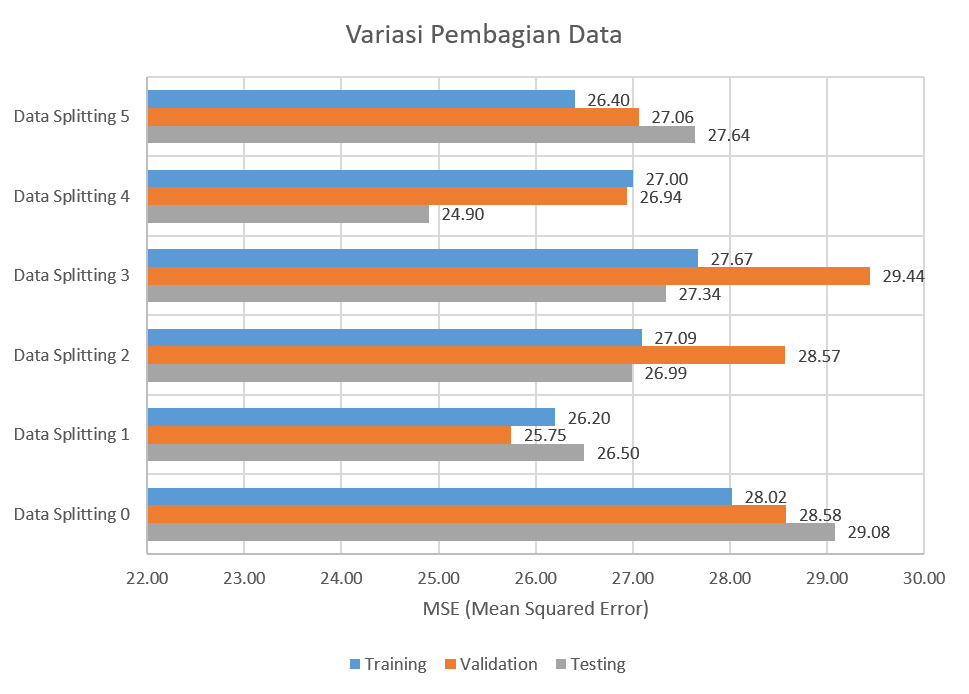 Variasi Pembagian Data
Data Splitting 5
26.40
27.06
27.64
Data Splitting 4
27.00
26.94
24.90
Data Splitting 3
27.67
29.44
27.34
Data Splitting 2
27.09
28.57
26.99
Data Splitting 1
26.20
25.75
26.50
Data Splitting 0
28.02
28.58
29.08
22.00 23.00 24.00 25.00 26.00 27.00 28.00 29.00 30.00
MSE (Mean Squared Error)
Training Validation Testing